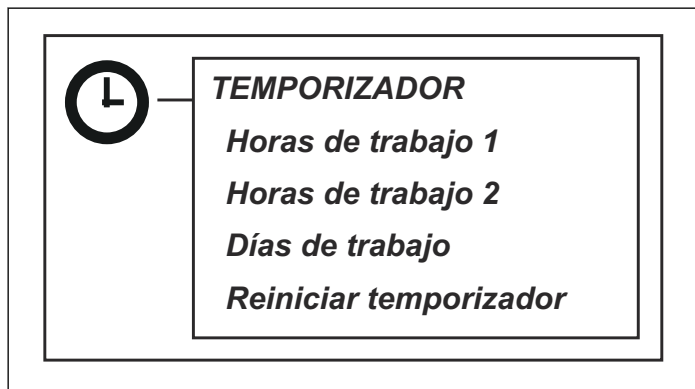 TEMPORIZADOR
Horas de trabajo 1
Horas de trabajo 2
Días de trabajo
Reiniciar temporizador